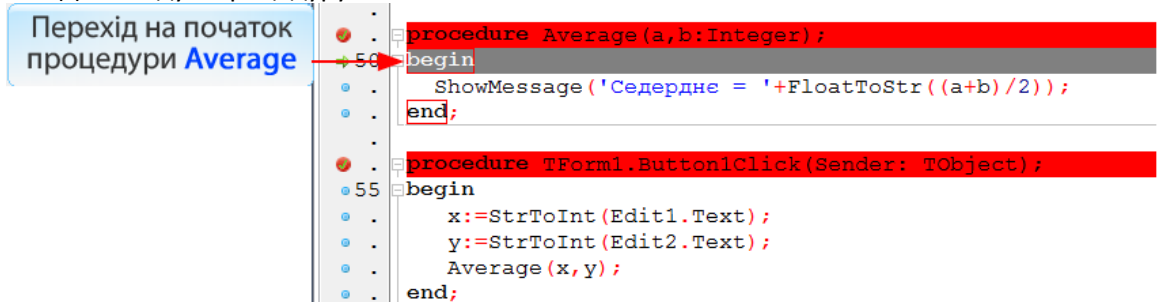 Перехід на початок
процедури Average
procedure Average(a,b:Integer);
50 begin
ShowMessage('Седерднє = '+FloatToStr((a+b)/2));
end;
procedure TForm1.Button1Click(Sender: TObject);
55 begin
x:=StrToInt(Edit1.Text);
y:=StrToInt(Edit2.Text);
Average(x,y);
end;